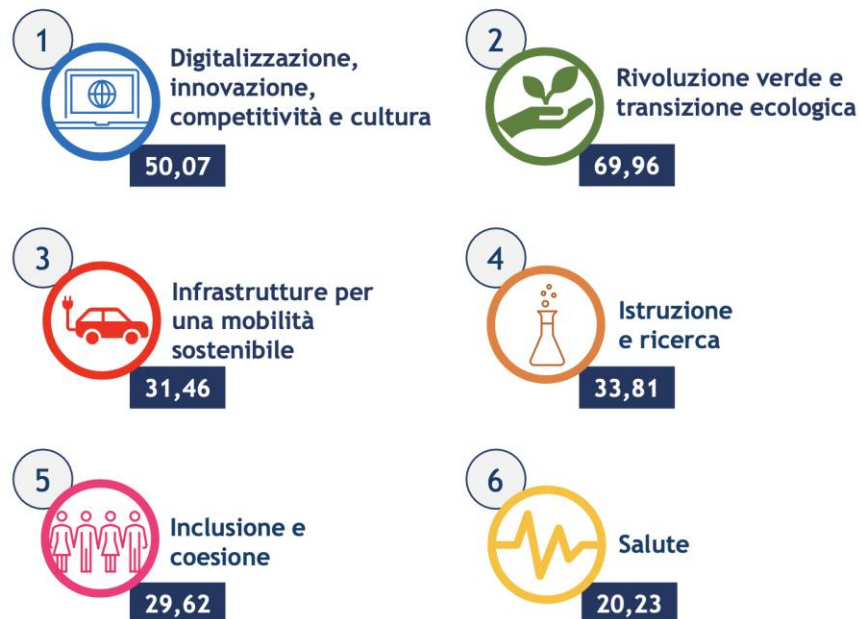 1
Digitalizzazione,
innovazione,
competitività e cultura
50,07
2
Rivoluzione verde e
transizione ecologica
69,96
3
Infrastrutture per
una mobilità
sostenibile
31,46
4
Istruzione
e ricerca
33,81
5
Inclusione e
coesione
29,62
6
Salute
20,23